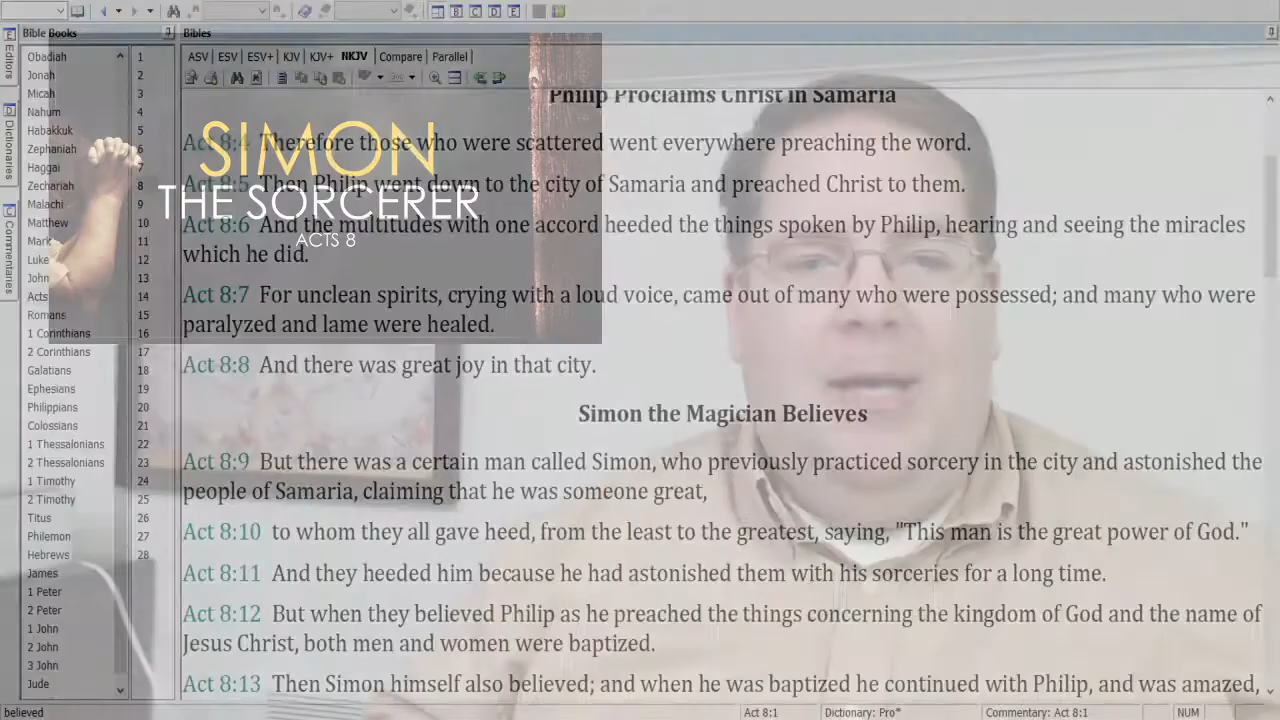 Bible Books
Bibles
Editors
Dictionaries
Commentaries
ASV
ESV
ESV+
KJV
KJV+
NKJV
Compare
Parallel
Obadiah
Jonah
Micah
Nahum
Habakkuk
Zephaniah
Haggai
Zechariah
Malachi
Matthew
Mark
Luke
John
Acts
Romans
1 Corinthians
2 Corinthians
Galatians
Ephesians
Philippians
Colossians
1 Thessalonians
2 Thessalonians
1 Timothy
2 Timothy
Titus
Philemon
Hebrews
James
1 Peter
2 Peter
1 John
2 John
3 John
Jude
1
2
3
4
5
6
7
8
9
10
11
12
13
14
15
16
17
18
19
20
21
22
23
24
25
26
27
28
SIMON
THE SORCERER
ACTS 8
Philip Proclaims Christ in Samaria
Act 8:4 Therefore those who were scattered went everywhere preaching the word.
Act 8:5 Then Philip went down to the city of Samaria and preached Christ to them.
Act 8:6 And the multitudes with one accord heeded the things spoken by Philip, hearing and seeing the miracles
which he did.
Act 8:7 For unclean spirits, crying with a loud voice, came out of many who were possessed; and many who were
paralyzed and lame were healed.
Act 8:8 And there was great joy in that city.
Simon the Magician Believes
Act 8:9 But there was a certain man called Simon, who previously practiced sorcery in the city and astonished the
people of Samaria, claiming that he was someone great,
Act 8:10 to whom they all gave heed, from the least to the greatest, saying, "This man is the great power of God."
Act 8:11 And they heeded him because he had astonished them with his sorceries for a long time.
Act 8:12 But when they believed Philip as he preached the things concerning the kingdom of God and the name of
Jesus Christ, both men and women were baptized.
Act 8:13 Then Simon himself also believed; and when he was baptized he continued with Philip, and was amazed,
believed
Act 8:1
Dictionary: Pro*
Commentary: Act 8:1
NUM